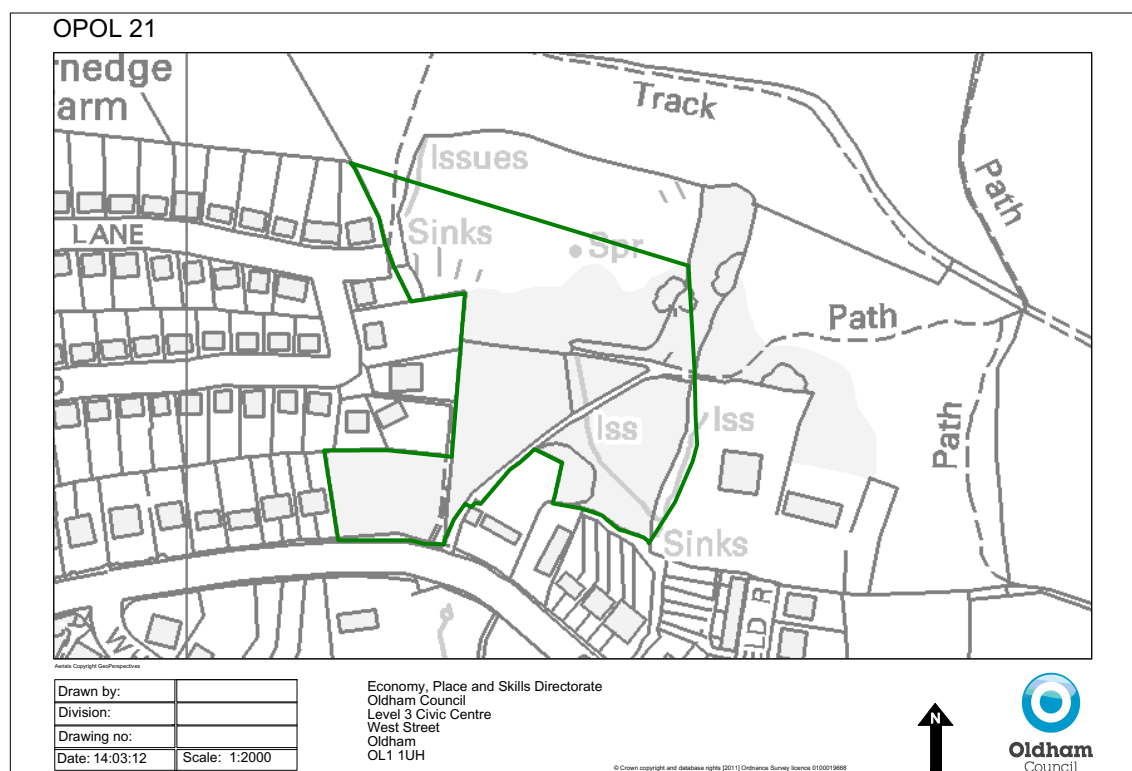 OPOL 21
rnedge
arm
Track
Issues
Path
Sinks
LANE
Spr
Path
Iss
Iss
Path
Sinks
ELD R
W
Aerials Copyright GeoPerspectives
Drawn by:
Division:
Drawing no:
Date: 14:03:12 Scale: 1:2000
Economy, Place and Skills Directorate
Oldham Council
Level 3 Civic Centre
West Street
Oldham
OL1 1UH
© Crown copyright and database rights [2011] Ordnance Survey licence 0100019668
N
Oldham
Council